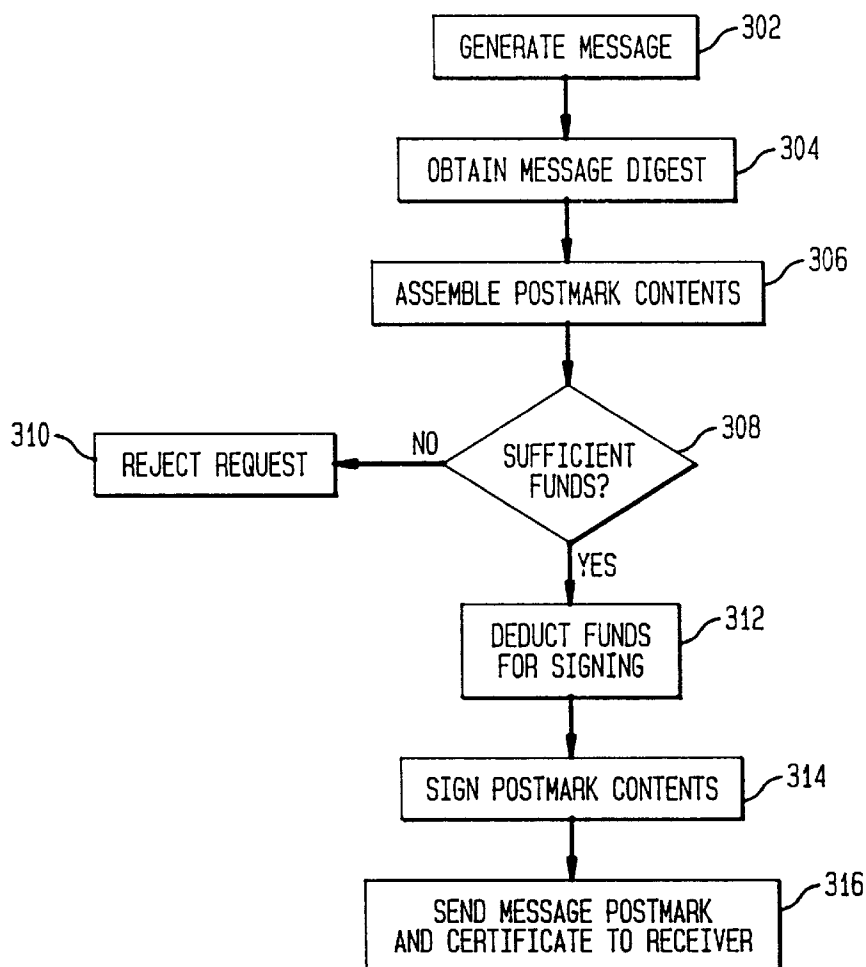 GENERATE MESSAGE
302
OBTAIN MESSAGE DIGEST
304
ASSEMBLE POSTMARK CONTENTS
306
SUFFICIENT
FUNDS?
308
NO
310
REJECT REQUEST
YES
DEDUCT FUNDS
FOR SIGNING
312
SIGN POSTMARK CONTENTS
314
SEND MESSAGE POSTMARK
AND CERTIFICATE TO RECEIVER
316